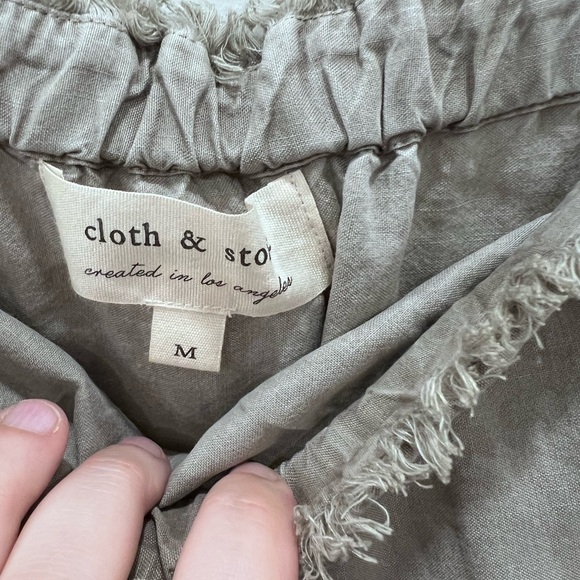 cloth & sto
created in los angeles
M